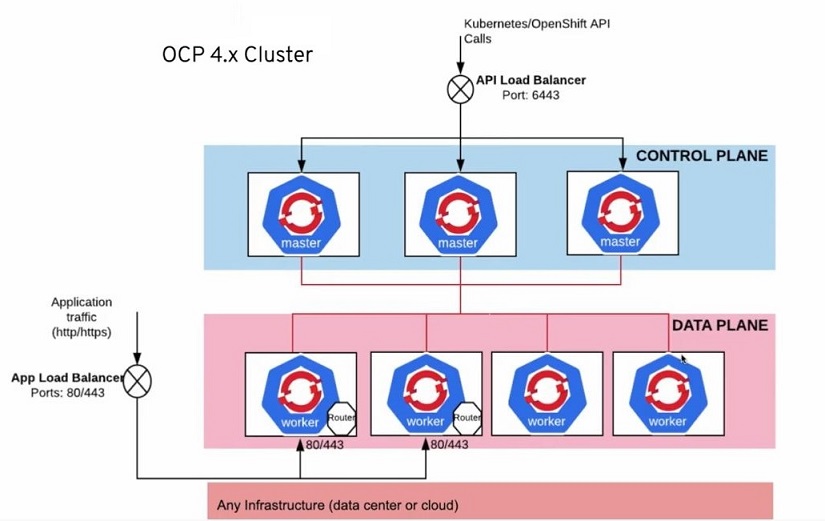 Kubernetes/OpenShift API
Calls
OCP 4.x Cluster
API Load Balancer
Port: 6443
CONTROL PLANE
master
master
master
Application
traffic
(http/https)
DATA PLANE
App Load Balancer
Ports: 80/443
worker
Router
worker
Router
worker
worker
80/443
80/443
Any Infrastructure (data center or cloud)